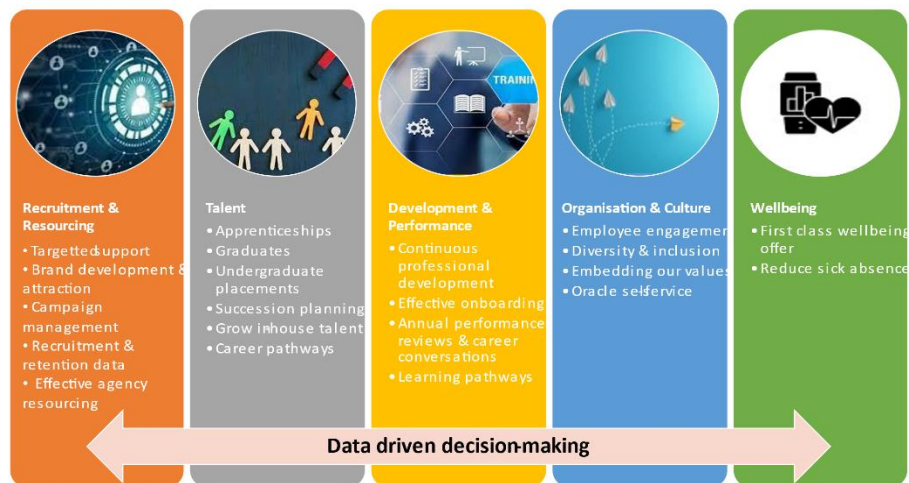 TRAINI
Recruitment &
Resourcing
• Targetted support
• Brand development &
attraction
• Campaign
management
• Recruitment &
retention data
• Effective agency
resourcing
Talent
• Apprenticeships
• Graduates
• Undergraduate
placements
• Succession planning
• Grow in-house talent
• Career pathways
Development &
Performance
• Continuous
professional
development
• Effective onboarding
• Annual performance
reviews & career
conversations
• Learning pathways
Organisation & Culture
• Employee engagement
• Diversity & inclusion
• Embedding our values
• Oracle self-service
Wellbeing
• First class wellbeing
offer
• Reduce sick absence
Data driven decision-making